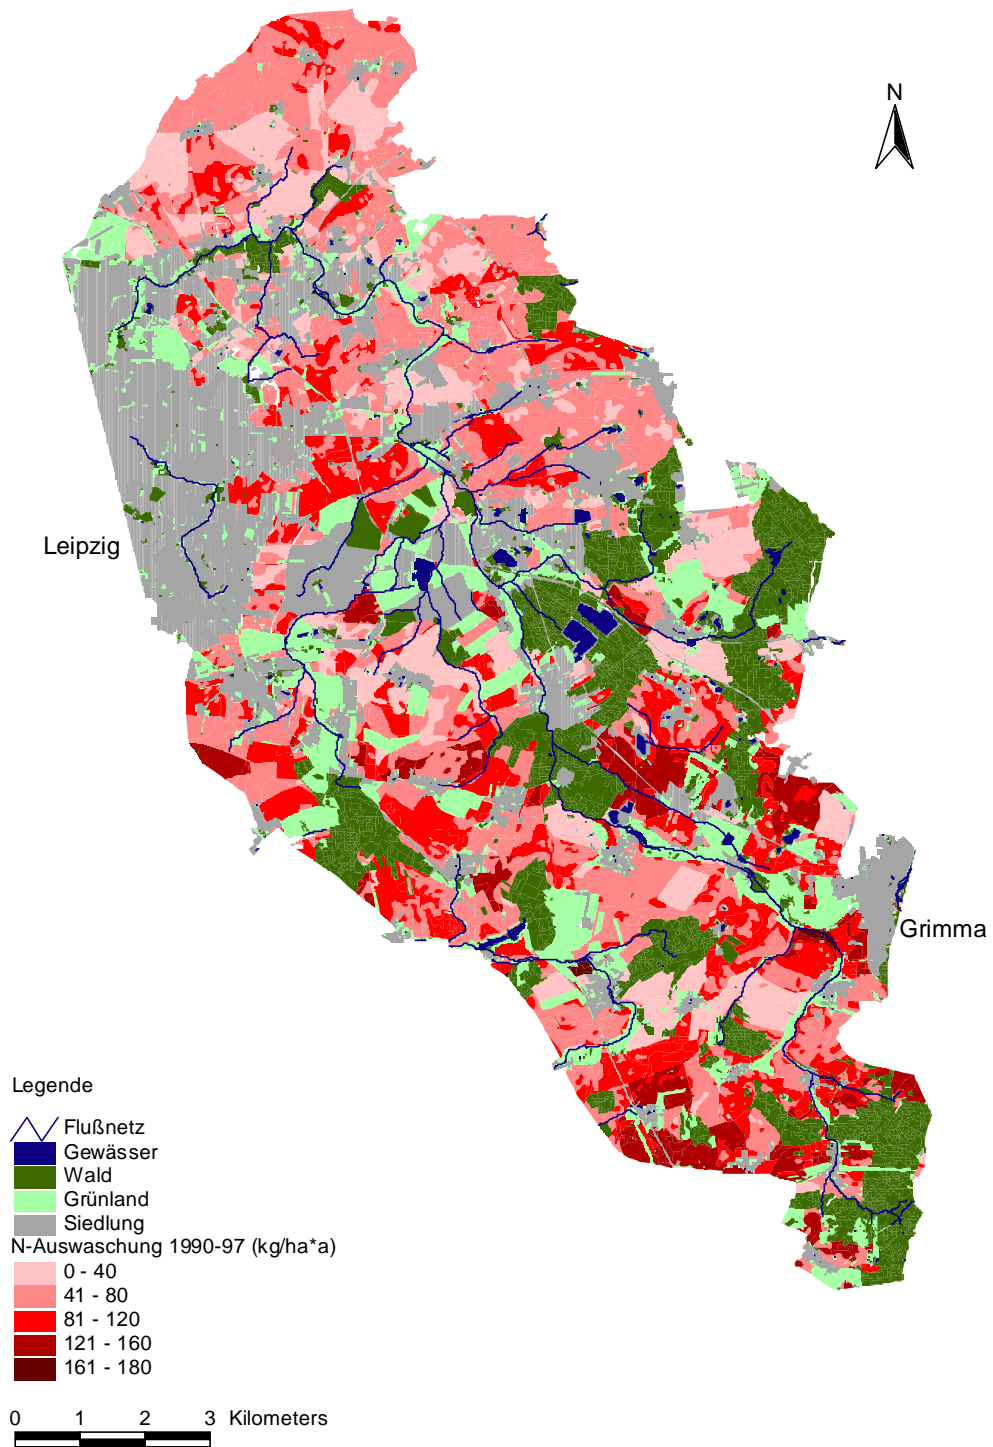 N
Leipzig
Grimma
Legende
Flußnetz
Gewässer
Wald
Grünland
Siedlung
N-Auswaschung 1990-97 (kg/ha*a)
0 - 40
41 - 80
81 - 120
121 - 160
161 - 180
0 1 2 3 Kilometers